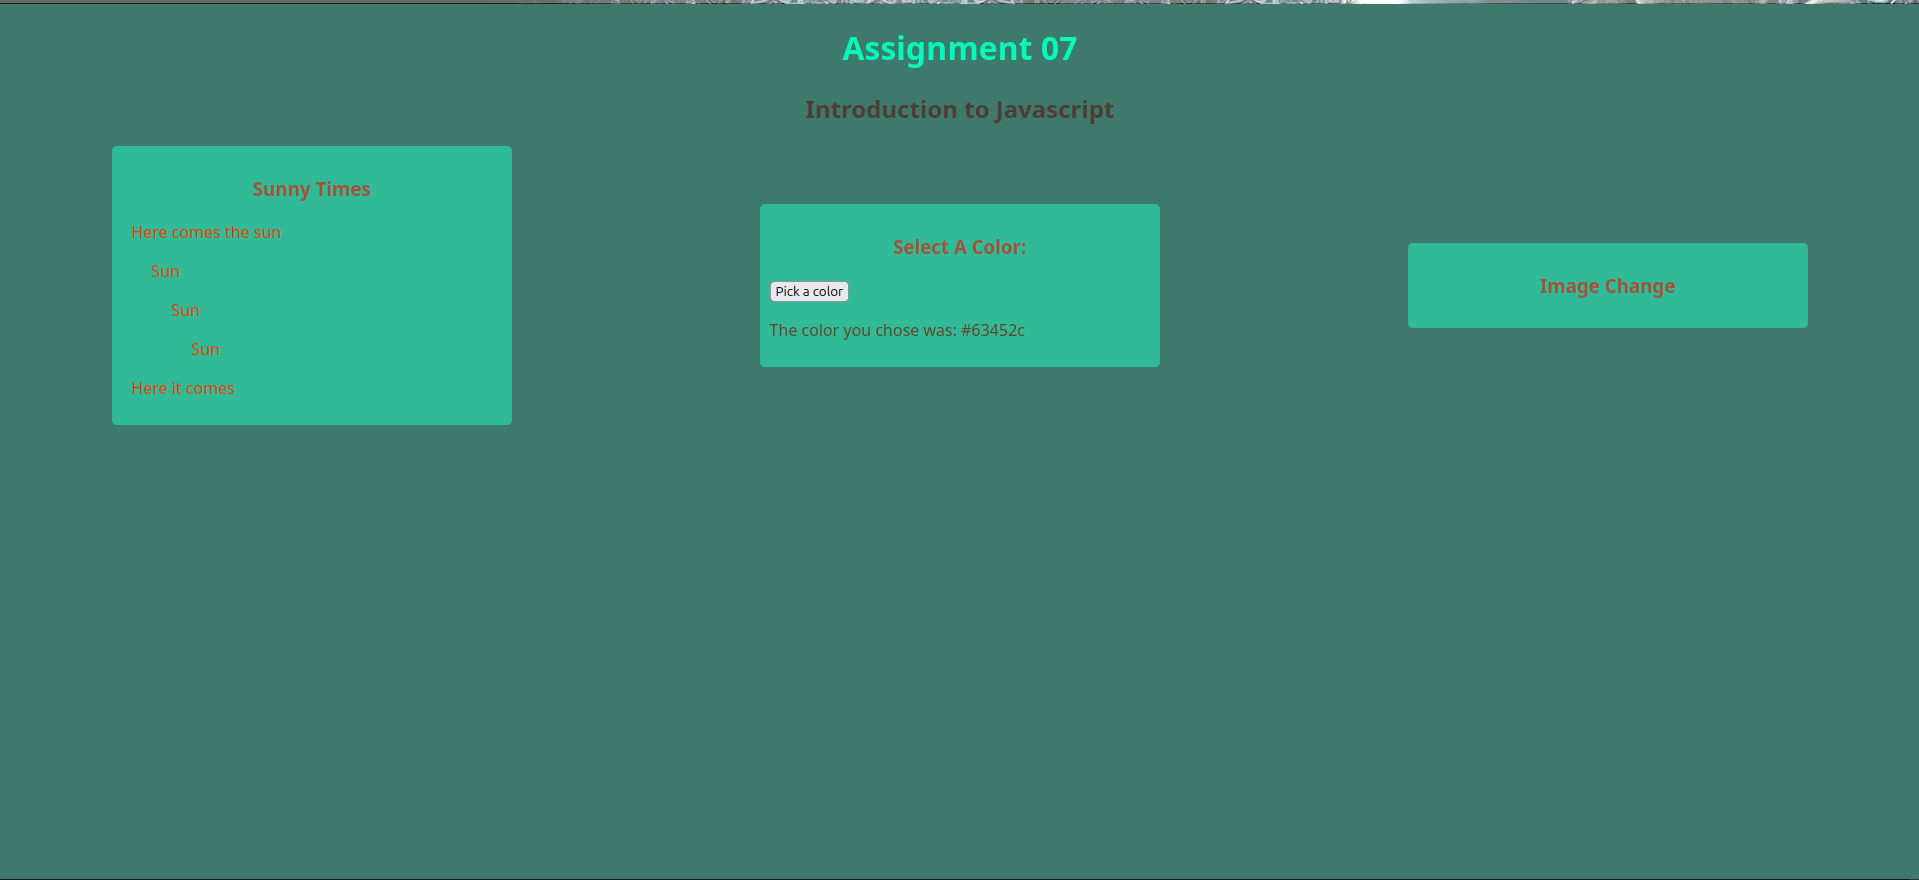 Assignment 07
Introduction to Javascript
Sunny Times
Here comes the sun
Sun
Sun
Sun
Here it comes
Select A Color:
Pick a color
The color you chose was: #63452c
Image Change